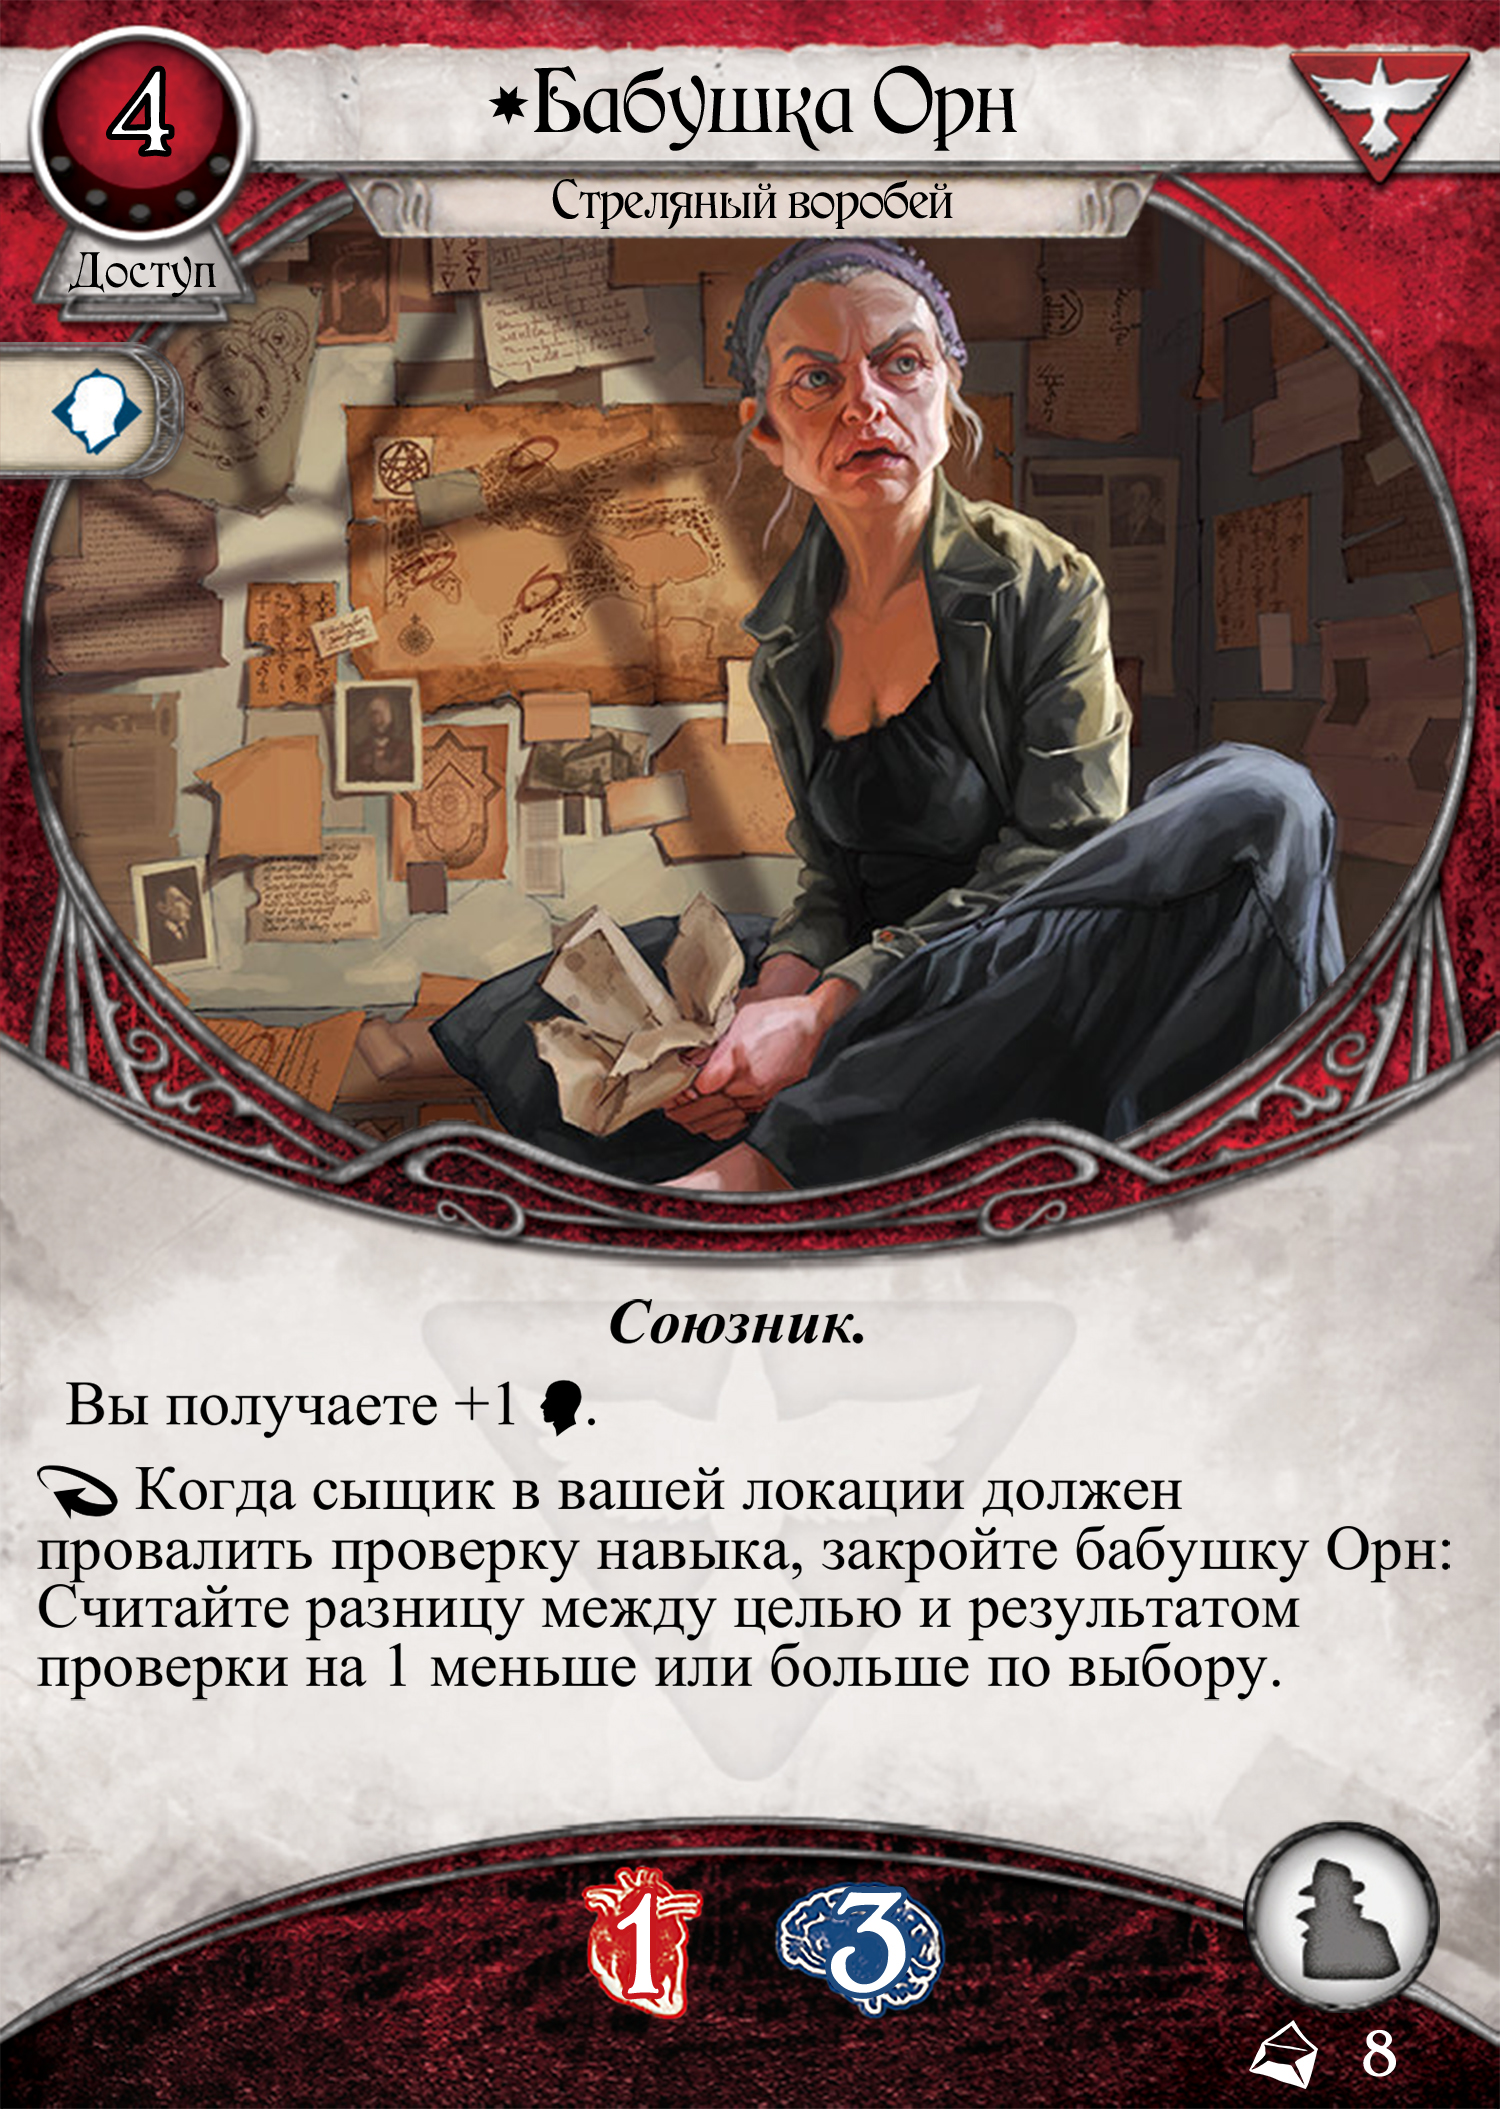 4
Бабушка Орн
Стреляный воробей
Доступ
Союзник.
Вы получаете +1 .
Когда сыщик в вашей локации должен
провалить проверку навыка, закройте бабушку Орн:
Считайте разницу между целью и результатом
проверки на 1 меньше или больше по выбору.
1
3
8